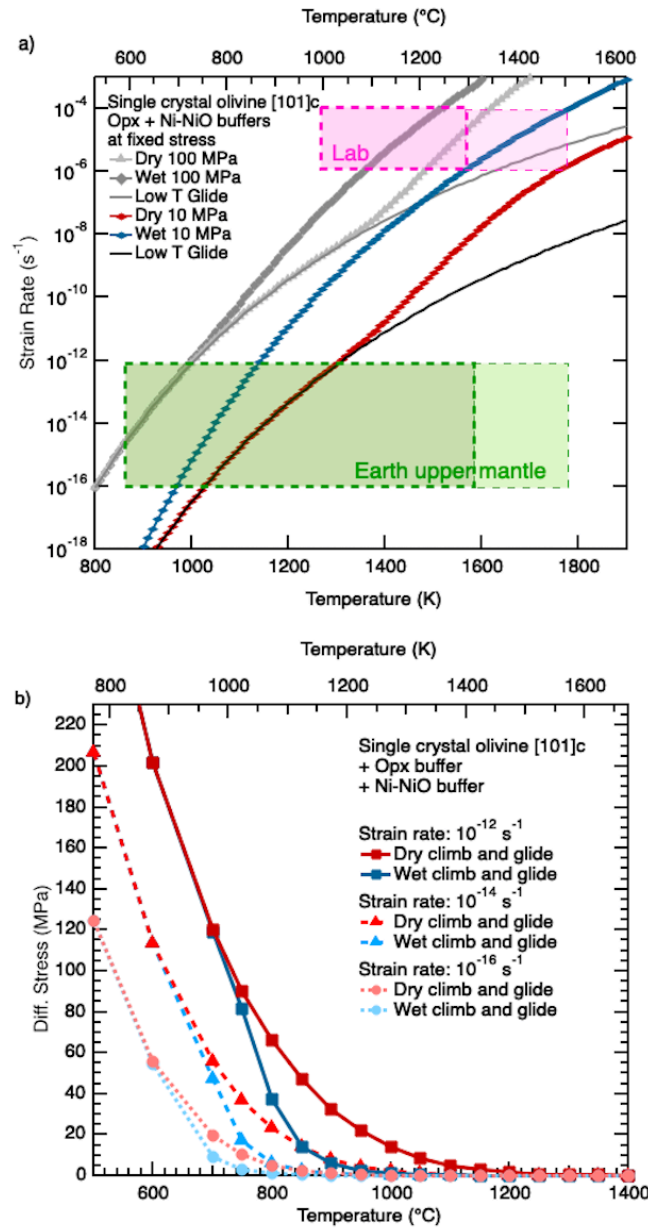 Temperature (°C)
a)
600 800 1000 1200 1400 1600
Single crystal olivine [101]c
Opx + Ni-NiO buffers
at fixed stress
Dry 100 MPa
Wet 100 MPa
Low T Glide
Dry 10 MPa
Wet 10 MPa
Low T Glide
Lab
Earth upper mantle
Strain Rate (s-1)
10-4
10-6
10-8
10-10
10-12
10-14
10-16
10-18
800 1000 1200 1400 1600 1800
Temperature (K)
Temperature (K)
b)
800 1000 1200 1400 1600
Single crystal olivine [101]c
+ Opx buffer
+ Ni-NiO buffer
Strain rate: 10-12 s-1
Dry climb and glide
Wet climb and glide
Strain rate: 10-14 s-1
Dry climb and glide
Wet climb and glide
Strain rate: 10-16 s-1
Dry climb and glide
Wet climb and glide
Diff. Stress (MPa)
220
200
180
160
140
120
100
80
60
40
20
0
600 800 1000 1200 1400
Temperature (°C)